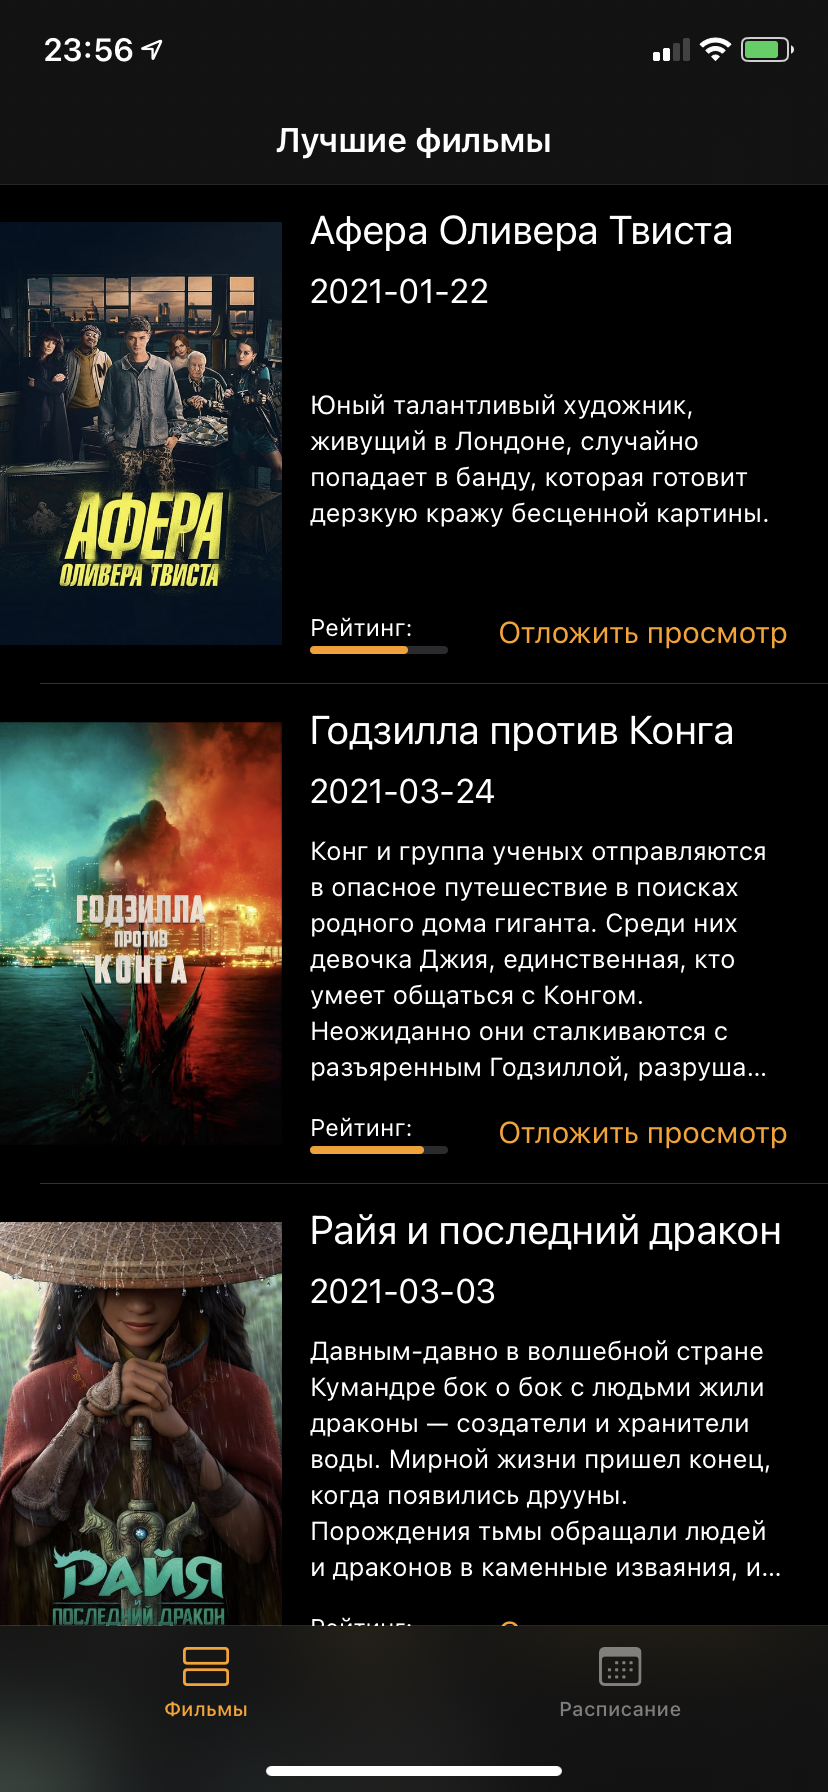 23:56
Лучшие фильмы
Афера Оливера Твиста
2021-01-22
Юный талантливый художник,
живущий в Лондоне, случайно
попадает в банду, которая готовит
дерзкую кражу бесценной картины.
АФЕРА
ОЛИВЕРА ТВИСТА
Рейтинг:
Отложить просмотр
Годзилла против Конга
2021-03-24
Конг и группа ученых отправляются
в опасное путешествие в поисках
родного дома гиганта. Среди них
девочка Джия, единственная, кто
умеет общаться с Конгом.
Неожиданно они сталкиваются с
разъяренным Годзиллой, разруша...
ГОДЗИЛЛА
ПРОТИВ
КОНГА
Рейтинг:
Отложить просмотр
Райя и последний дракон
2021-03-03
Давным-давно в волшебной стране
Кумандре бок о бок с людьми жили
драконы — создатели и хранители
воды. Мирной жизни пришел конец,
когда появились друуны.
Порождения тьмы обращали людей
и драконов в каменные изваяния, и...
РАЙЯ
И
ПОСЛЕДНИЙ ДРАКОН
Фильмы
Расписание